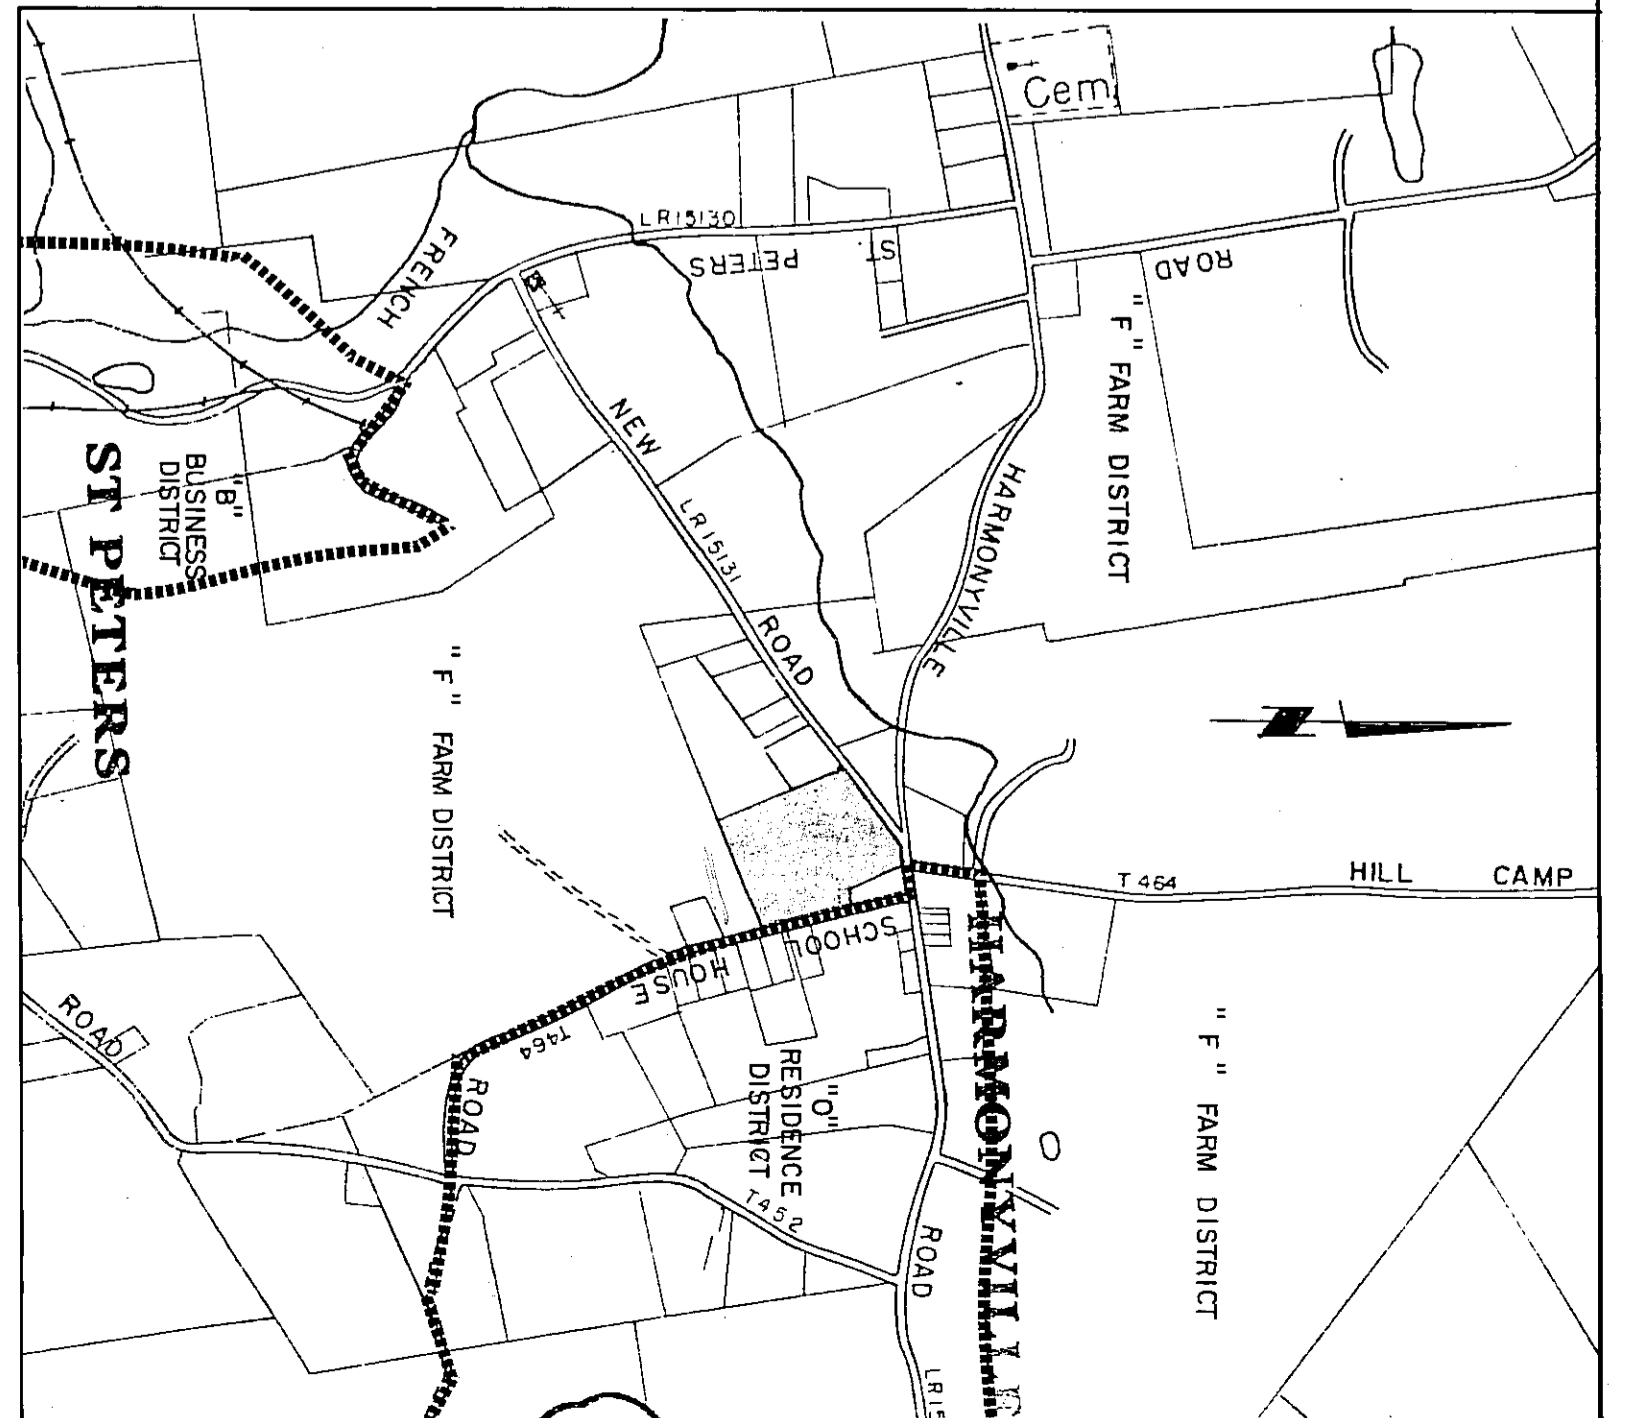 Cem.
LR15130
ST. PETERS
ROAD
FRENCH
"F" FARM DISTRICT
NEW
LR15131
ROAD
HARMONYVILLE
"B"
BUSINESS
DISTRICT
ST PETERS
"F" FARM DISTRICT
T 464
HILL CAMP
SCHOOL
HOUSE
T464
ROAD
ROAD
HARMONYVILLE
"O"
RESIDENCE
DISTRICT
T452
ROAD
"F" FARM DISTRICT
LR15